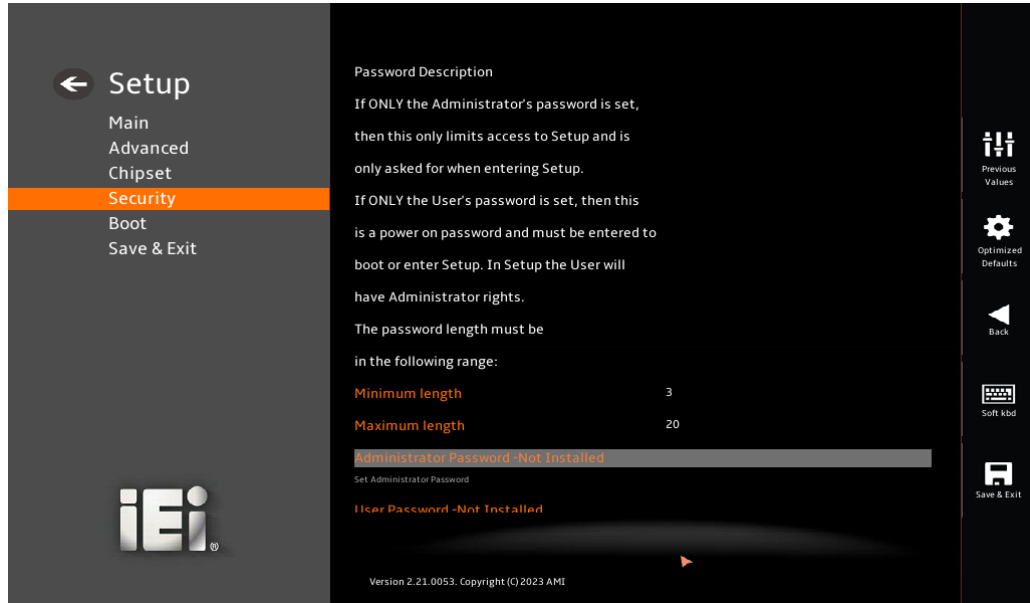 Setup
Main
Advanced
Chipset
Security
Boot
Save & Exit
iEi®
Password Description
If ONLY the Administrator's password is set,
then this only limits access to Setup and is
only asked for when entering Setup.
If ONLY the User's password is set, then this
is a power on password and must be entered to
boot or enter Setup. In Setup the User will
have Administrator rights.
The password length must be
in the following range:
Minimum length 3
Maximum length 20
Administrator Password -Not Installed
Set Administrator Password
User Password -Not Installed
Version 2.21.0053. Copyright (C) 2023 AMI
Previous
Values
Optimized
Defaults
Back
Soft kbd
Save & Exit